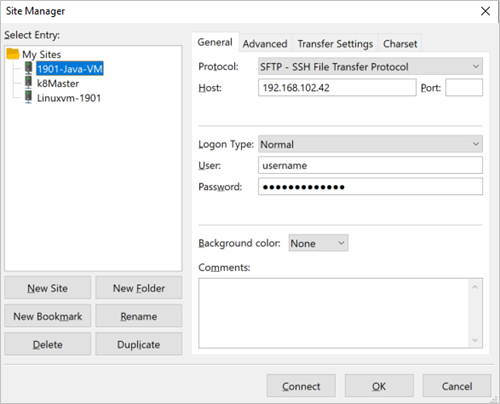 Site Manager
Select Entry:
My Sites
1901-Java-VM
k8Master
Linuxvm-1901
New Site
New Folder
New Bookmark
Rename
Delete
Duplicate
General
Advanced
Transfer Settings
Charset
Protocol:
SFTP - SSH File Transfer Protocol
Host:
192.168.102.42
Port:
Logon Type:
Normal
User:
username
Password:
●●●●●●●●●●●●●
Background color:
None
Comments:
Connect
OK
Cancel